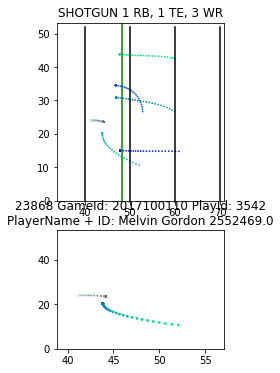 SHOTGUN 1 RB, 1 TE, 3 WR
50
40
30
20
10
0
40 50 60 70
23868 GameId: 2017100110 PlayId: 3542
PlayerName + ID: Melvin Gordon 2552469.0
40
20
0
40 45 50 55